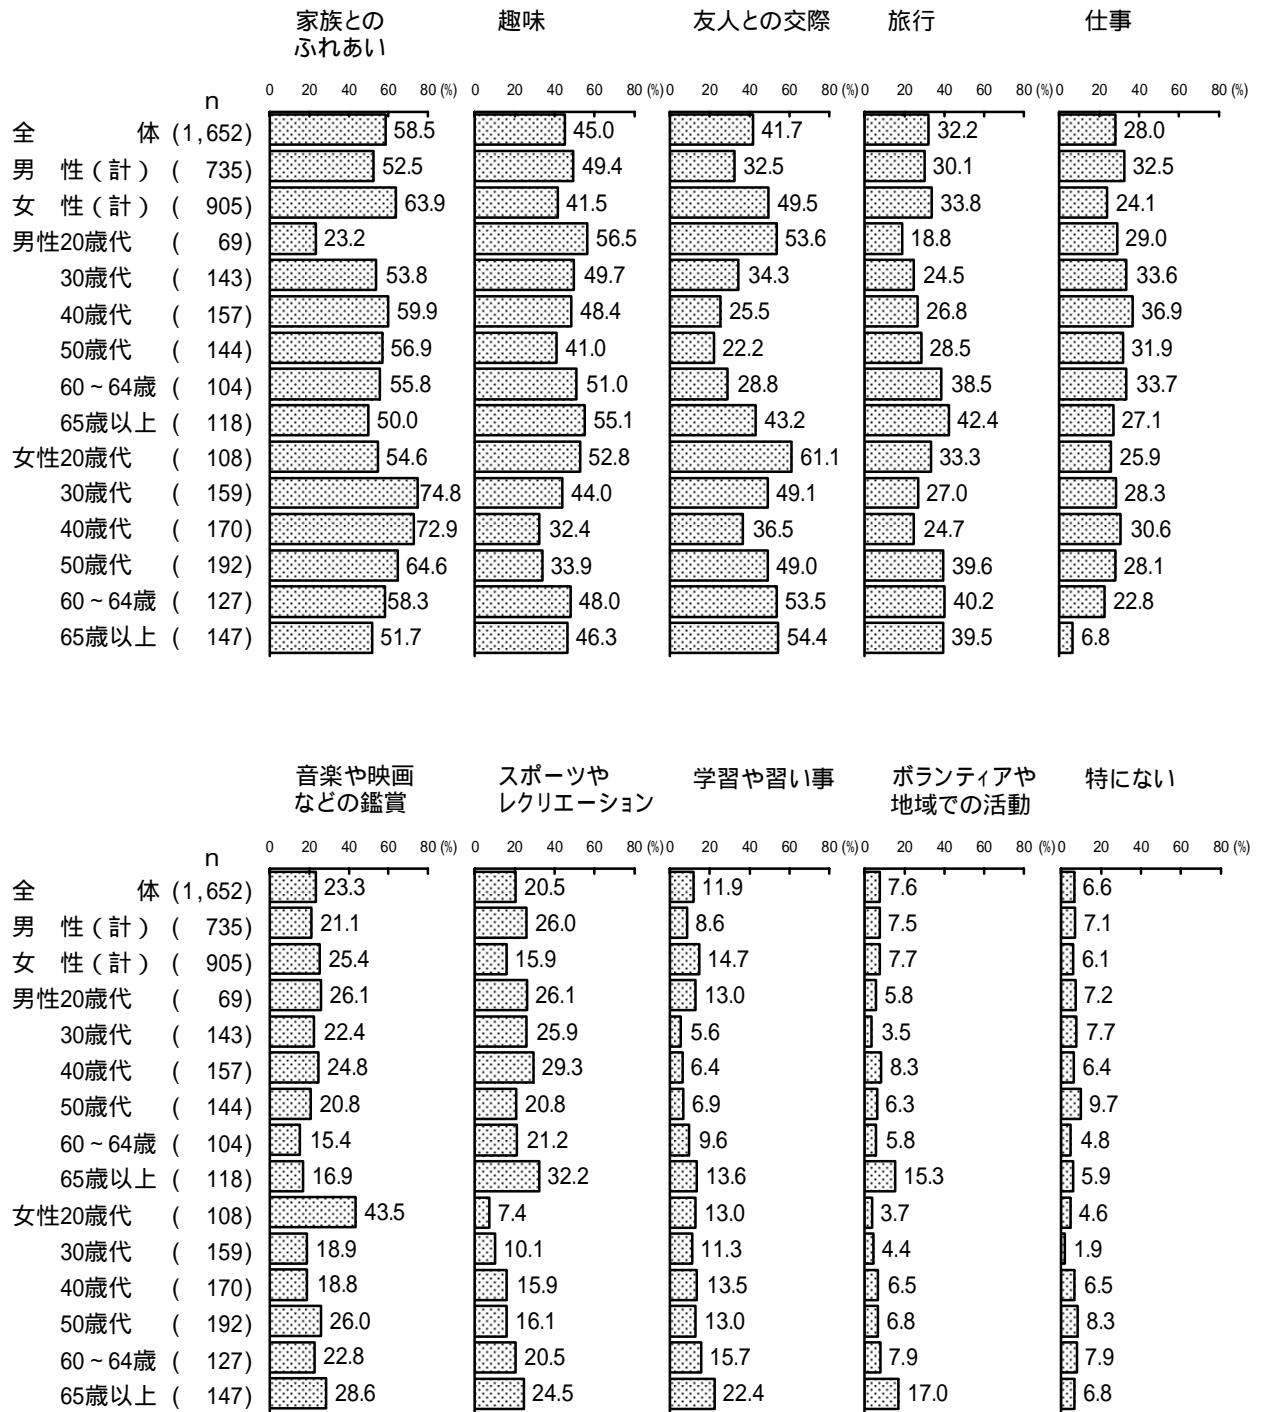 家族との 趣味 友人との交際 旅行 仕事
ふれあい
0 20 40 60 80 (%) 0 20 40 60 80 (%) 0 20 40 60 80 (%) 0 20 40 60 80 (%) 0 20 40 60 80 (%)
n
全 体 (1,652) 58.5 45.0 41.7 32.2 28.0
男 性(計) ( 735) 52.5 49.4 32.5 30.1 32.5
女 性(計) ( 905) 63.9 41.5 49.5 33.8 24.1
男性20歳代 ( 69) 23.2 56.5 53.6 18.8 29.0
30歳代 ( 143) 53.8 49.7 34.3 24.5 33.6
40歳代 ( 157) 59.9 48.4 25.5 26.8 36.9
50歳代 ( 144) 56.9 41.0 22.2 28.5 31.9
60~64歳 ( 104) 55.8 51.0 28.8 38.5 33.7
65歳以上 ( 118) 50.0 55.1 43.2 42.4 27.1
女性20歳代 ( 108) 54.6 52.8 61.1 33.3 25.9
30歳代 ( 159) 74.8 44.0 49.1 27.0 28.3
40歳代 ( 170) 72.9 32.4 36.5 24.7 30.6
50歳代 ( 192) 64.6 33.9 49.0 39.6 28.1
60~64歳 ( 127) 58.3 48.0 53.5 40.2 22.8
65歳以上 ( 147) 51.7 46.3 54.4 39.5 6.8
音楽や映画 スポーツや 学習や習い事 ボランティアや 特にない
などの鑑賞 レクリエーション 地域での活動
0 20 40 60 80 (%) 0 20 40 60 80 (%) 0 20 40 60 80 (%) 0 20 40 60 80 (%) 0 20 40 60 80 (%)
n
全 体 (1,652) 23.3 20.5 11.9 7.6 6.6
男 性(計) ( 735) 21.1 26.0 8.6 7.5 7.1
女 性(計) ( 905) 25.4 15.9 14.7 7.7 6.1
男性20歳代 ( 69) 26.1 26.1 13.0 5.8 7.2
30歳代 ( 143) 22.4 25.9 5.6 3.5 7.7
40歳代 ( 157) 24.8 29.3 6.4 8.3 6.4
50歳代 ( 144) 20.8 20.8 6.9 6.3 9.7
60~64歳 ( 104) 15.4 21.2 9.6 5.8 4.8
65歳以上 ( 118) 16.9 32.2 13.6 15.3 5.9
女性20歳代 ( 108) 43.5 7.4 13.0 3.7 4.6
30歳代 ( 159) 18.9 10.1 11.3 4.4 1.9
40歳代 ( 170) 18.8 15.9 13.5 6.5 6.5
50歳代 ( 192) 26.0 16.1 13.0 6.8 8.3
60~64歳 ( 127) 22.8 20.5 15.7 7.9 7.9
65歳以上 ( 147) 28.6 24.5 22.4 17.0 6.8